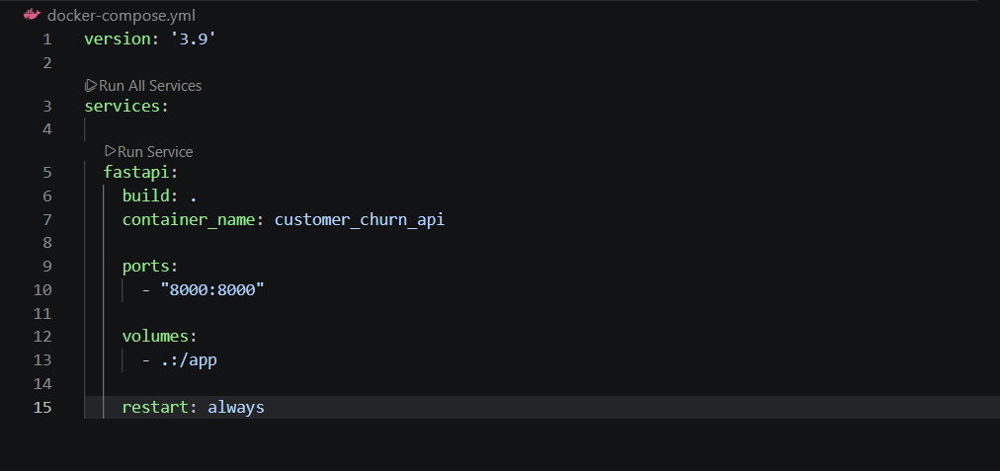 docker-compose.yml
1 version: '3.9'
2
Run All Services
3 services:
4
Run Service
5 fastapi:
6 build: .
7 container_name: customer_churn_api
8
9 ports:
10 - "8000:8000"
11
12 volumes:
13 - .:/app
14
15 restart: always